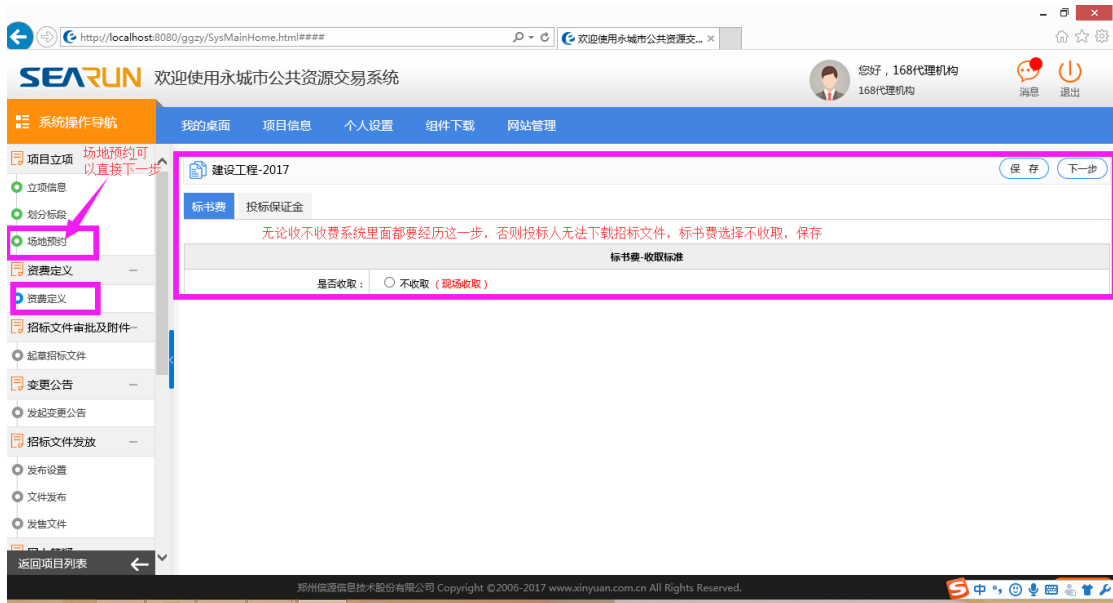 http://localhost:8080/ggzy/SysMainHome.html####
欢迎使用永城市公共资源交... ×
SEARUN 欢迎使用永城市公共资源交易系统
您好，168代理机构
168代理机构
消息
退出
系统操作导航
我的桌面 项目信息 个人设置 组件下载 网站管理
项目立项
场地预约可
以直接下一步
立项信息
划分标段
场地预约
资费定义
资费定义
招标文件审批及附件
起草招标文件
变更公告
发起变更公告
招标文件发放
发布设置
文件发布
发售文件
返回项目列表
建设工程-2017
保 存
下一步
标书费 投标保证金
无论收不收费系统里面都要经历这一步，否则投标人无法下载招标文件，标书费选择不收取，保存
标书费-收取标准
是否收取： 不收取（现场收取）
郑州信源信息技术股份有限公司 Copyright ©2006-2017 www.xinyuan.com.cn All Rights Reserved.
中